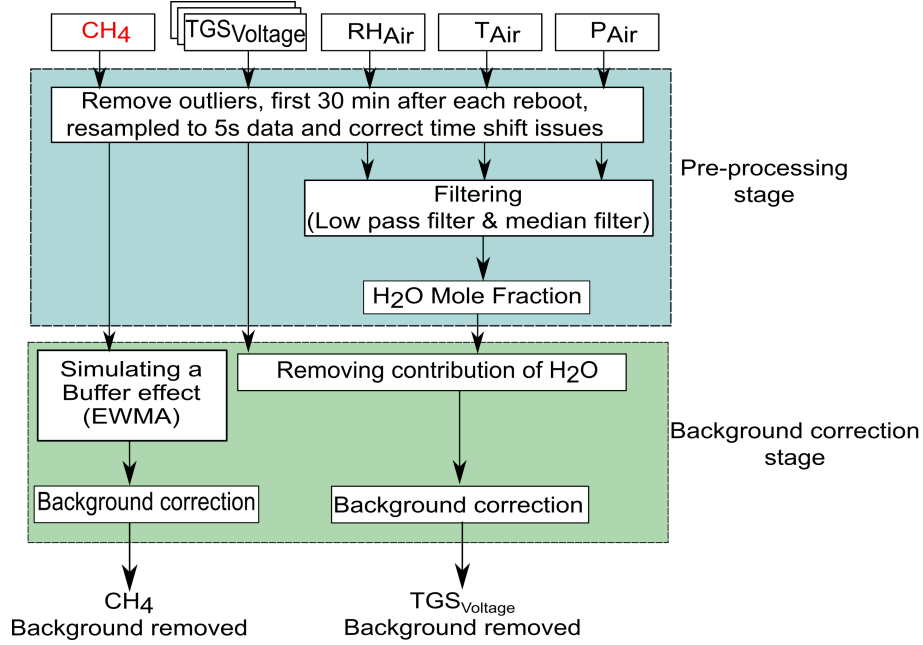 CH4 TGSVoltage RHAir TAir PAir
Remove outliers, first 30 min after each reboot,
resampled to 5s data and correct time shift issues
Pre-processing
stage
Filtering
(Low pass filter & median filter)
H2O Mole Fraction
Simulating a
Buffer effect
(EWMA)
Removing contribution of H2O
Background correction
stage
Background correction
Background correction
CH4
Background removed
TGSVoltage
Background removed